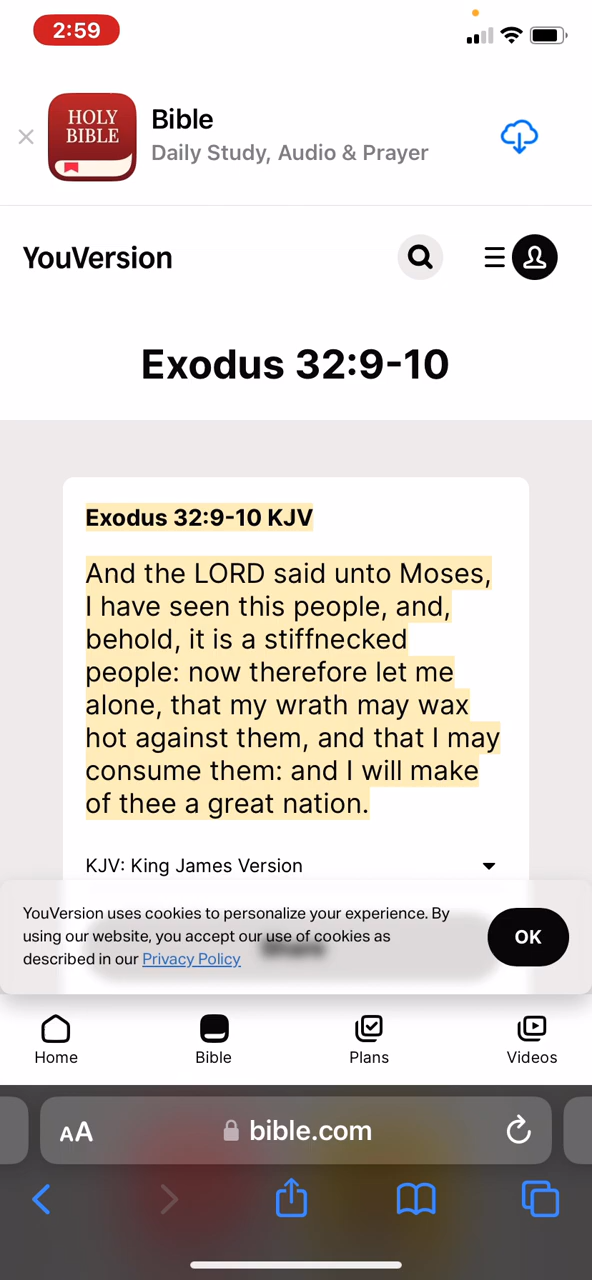 2:59
HOLY
BIBLE
Bible
Daily Study, Audio & Prayer
YouVersion
Exodus 32:9-10
Exodus 32:9-10 KJV
And the LORD said unto Moses,
I have seen this people, and,
behold, it is a stiffnecked
people: now therefore let me
alone, that my wrath may wax
hot against them, and that I may
consume them: and I will make
of thee a great nation.
KJV: King James Version
YouVersion uses cookies to personalize your experience. By
using our website, you accept our use of cookies as
described in our Privacy Policy
OK
Share
Home
Bible
Plans
Videos
AA
bible.com